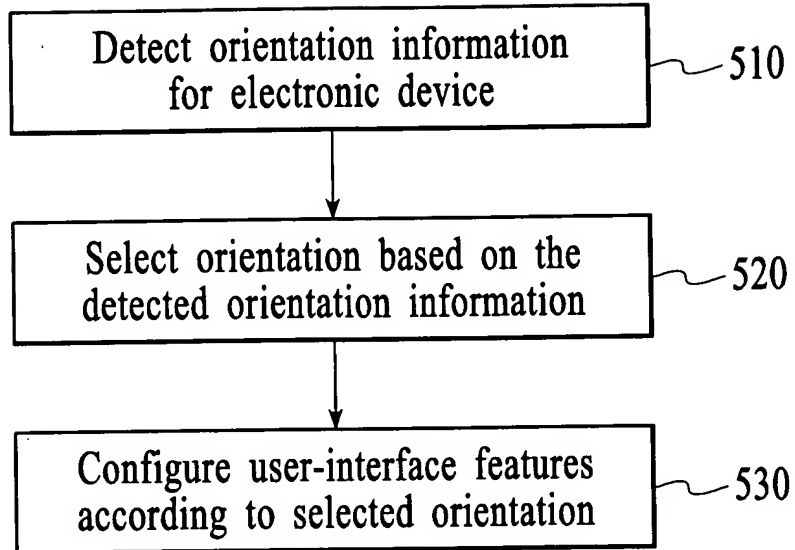 Detect orientation information
for electronic device
510
Select orientation based on the
detected orientation information
520
Configure user-interface features
according to selected orientation
530